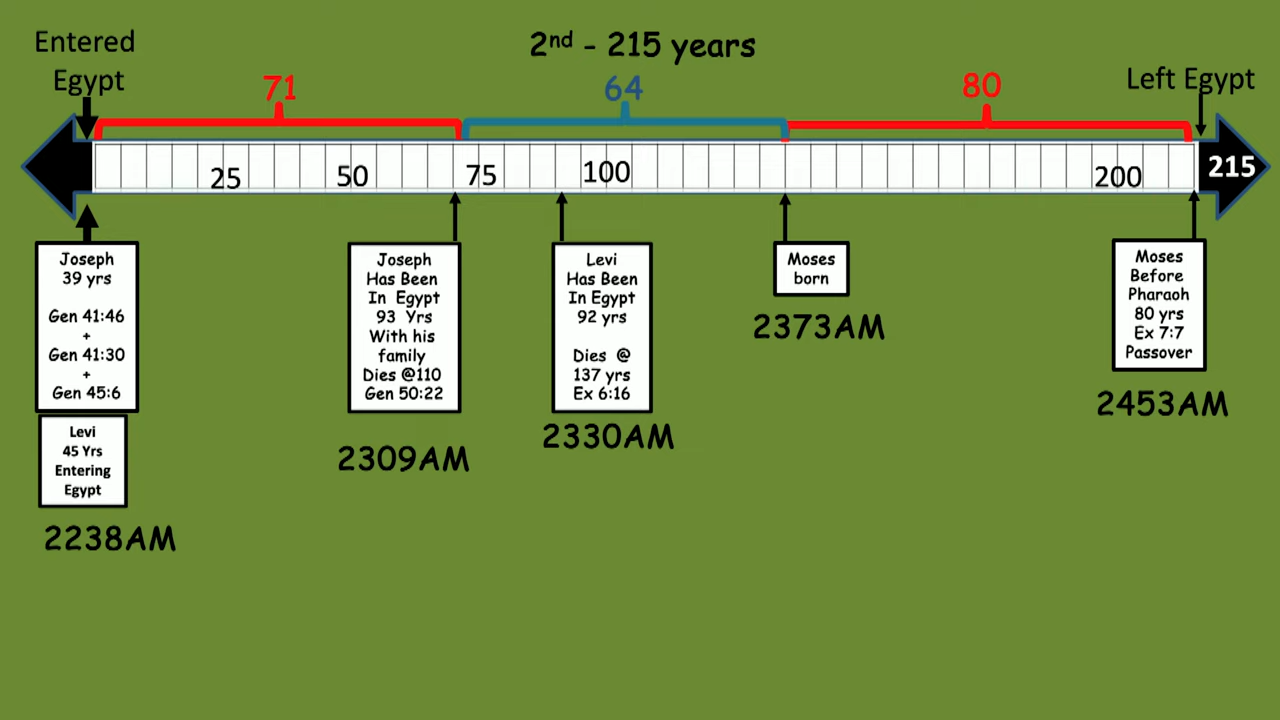 Entered
Egypt
2nd - 215 years
Left Egypt
71
64
80
25
50
75
100
200
215
Joseph
39 yrs
Gen 41:46
+
Gen 41:30
+
Gen 45:6
Levi
45 Yrs
Entering
Egypt
2238AM
Joseph
Has Been
In Egypt
93 Yrs
With his
family
Dies @110
Gen 50:22
2309AM
Levi
Has Been
In Egypt
92 yrs
Dies @
137 yrs
Ex 6:16
2330AM
Moses
born
2373AM
Moses
Before
Pharaoh
80 yrs
Ex 7:7
Passover
2453AM